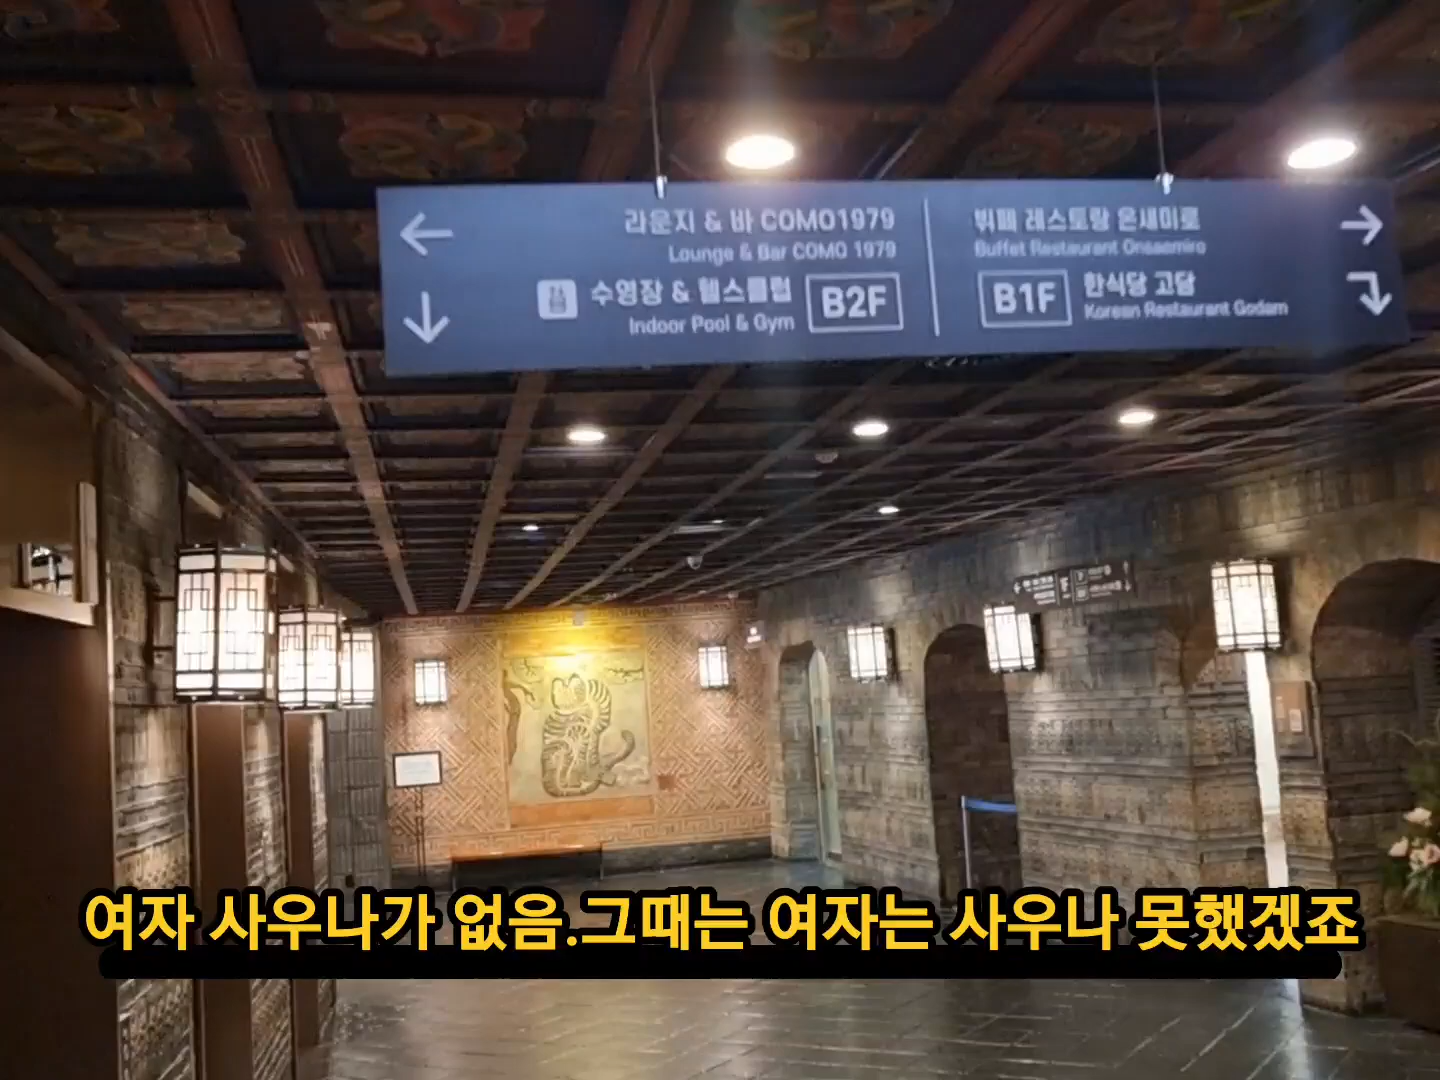 라운지 & 바 COMO1979
Lounge & Bar COMO 1979
수영장 & 헬스클럽 B2F
Indoor Pool & Gym
뷔페 레스토랑 온새미로
Buffet Restaurant Onsaemiro
B1F 한식당 고담
Korean Restaurant Godam
여자 사우나가 없음.그때는 여자는 사우나 못했겠죠